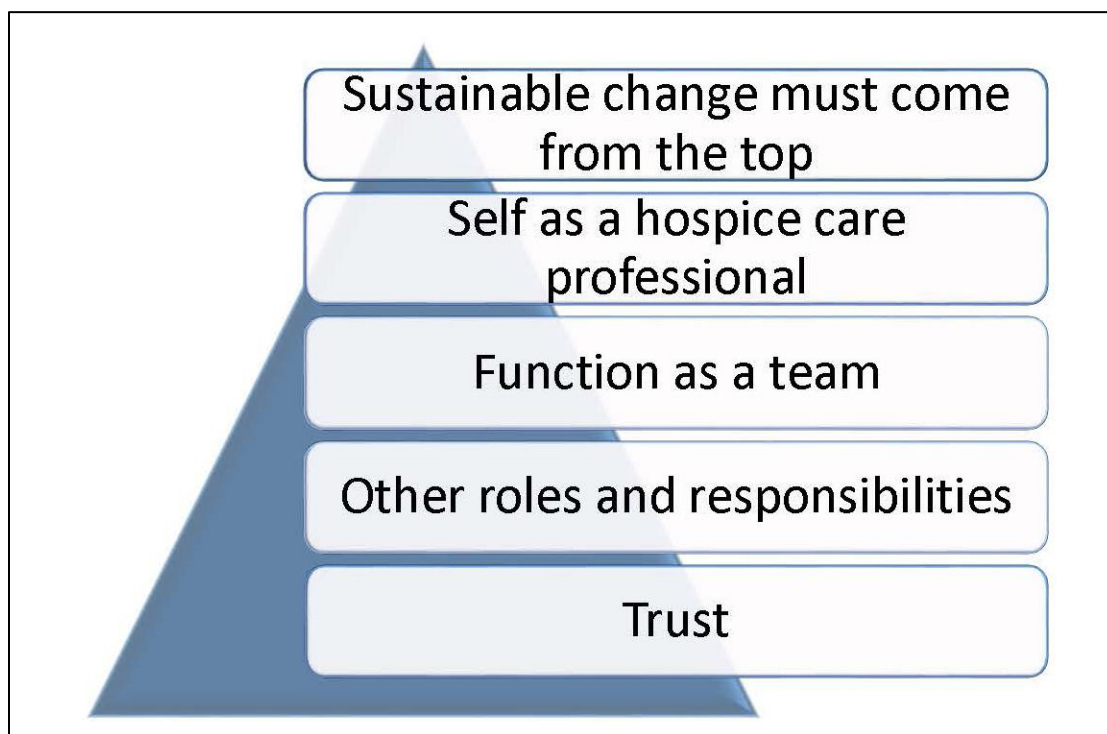 Sustainable change must come
from the top
Self as a hospice care
professional
Function as a team
Other roles and responsibilities
Trust